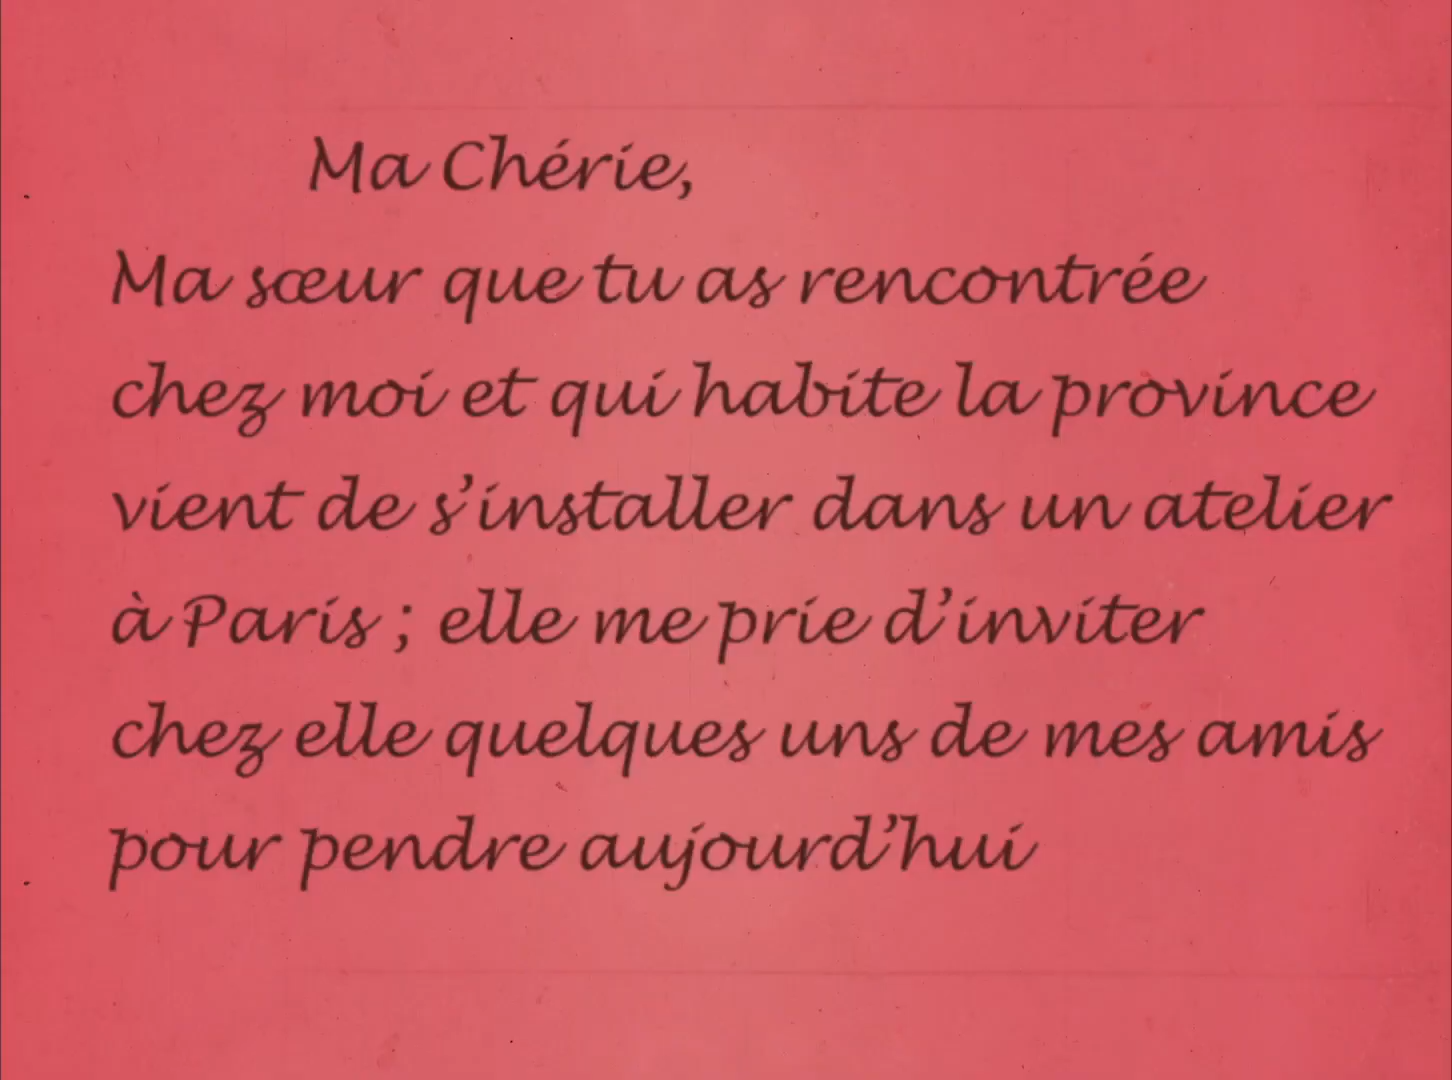 Ma Chérie,
Ma sœur que tu as rencontrée
chez moi et qui habite la province
vient de s’installer dans un atelier
à Paris ; elle me prie d’inviter
chez elle quelques uns de mes amis
pour pendre aujourd’hui